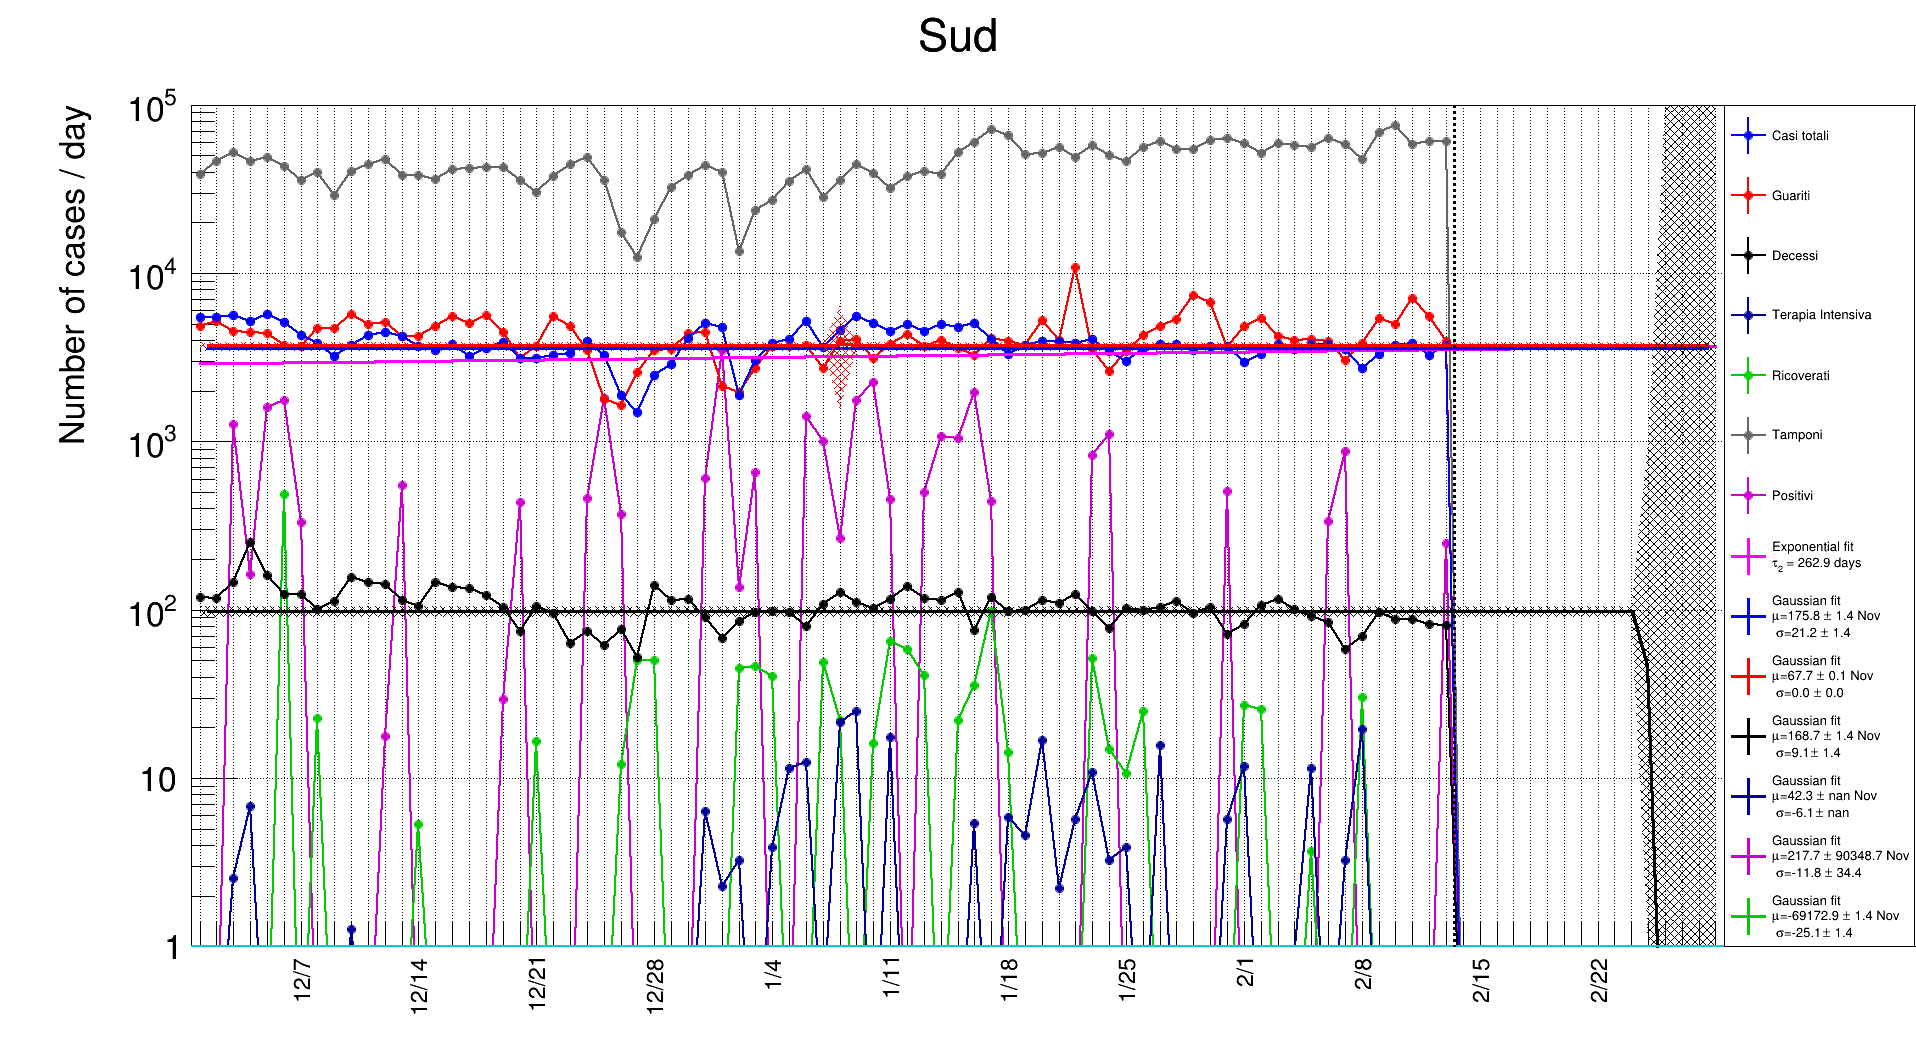 Sud
Number of cases / day
10^5
10^4
10^3
10^2
10
1
12/7
12/14
12/21
12/28
1/4
1/11
1/18
1/25
2/1
2/8
2/15
2/22
Casi totali
Guariti
Decessi
Terapia Intensiva
Ricoverati
Tamponi
Positivi
Exponential fit
τ_2 = 262.9 days
Gaussian fit
μ=175.8 ± 1.4 Nov
σ=21.2 ± 1.4
Gaussian fit
μ=67.7 ± 0.1 Nov
σ=0.0 ± 0.0
Gaussian fit
μ=168.7 ± 1.4 Nov
σ=9.1 ± 1.4
Gaussian fit
μ=42.3 ± nan Nov
σ=-6.1 ± nan
Gaussian fit
μ=217.7 ± 90348.7 Nov
σ=-11.8 ± 34.4
Gaussian fit
μ=-69172.9 ± 1.4 Nov
σ=-25.1 ± 1.4